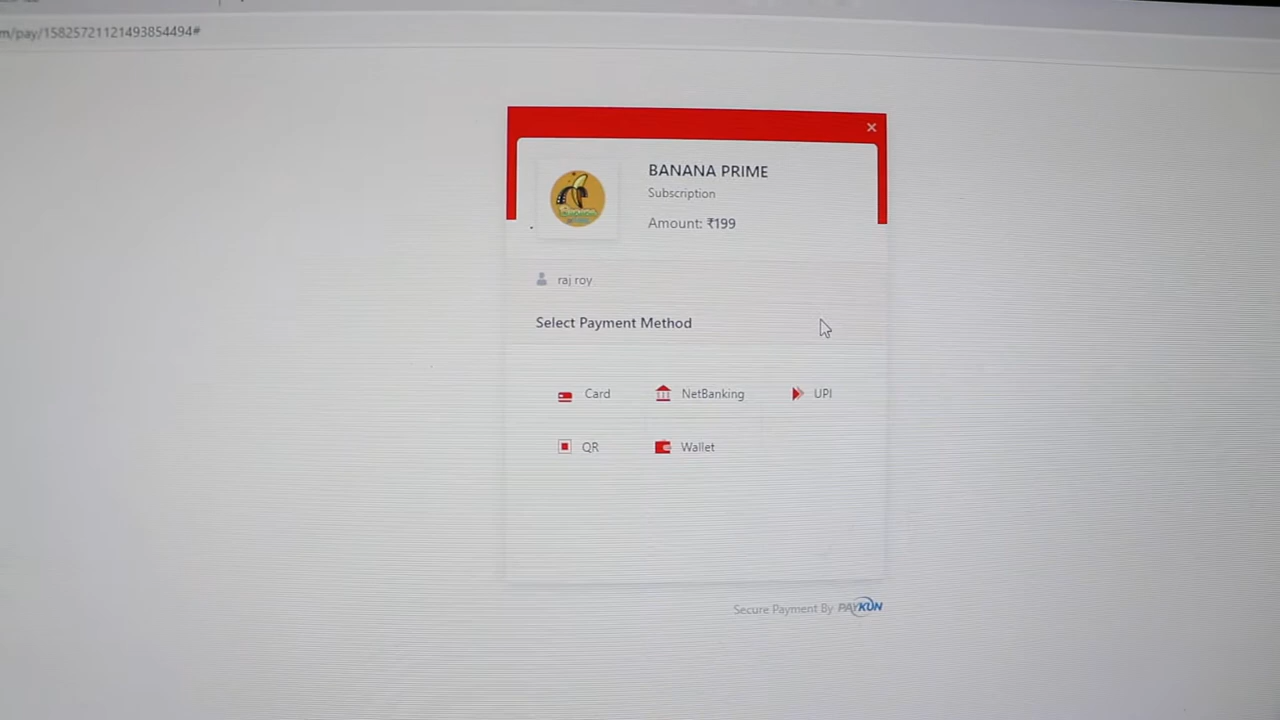 m/pay/15825721121493854494#
BANANA PRIME
Subscription
Amount: ₹199
raj roy
Select Payment Method
Card
NetBanking
UPI
QR
Wallet
Secure Payment By PAYKUN